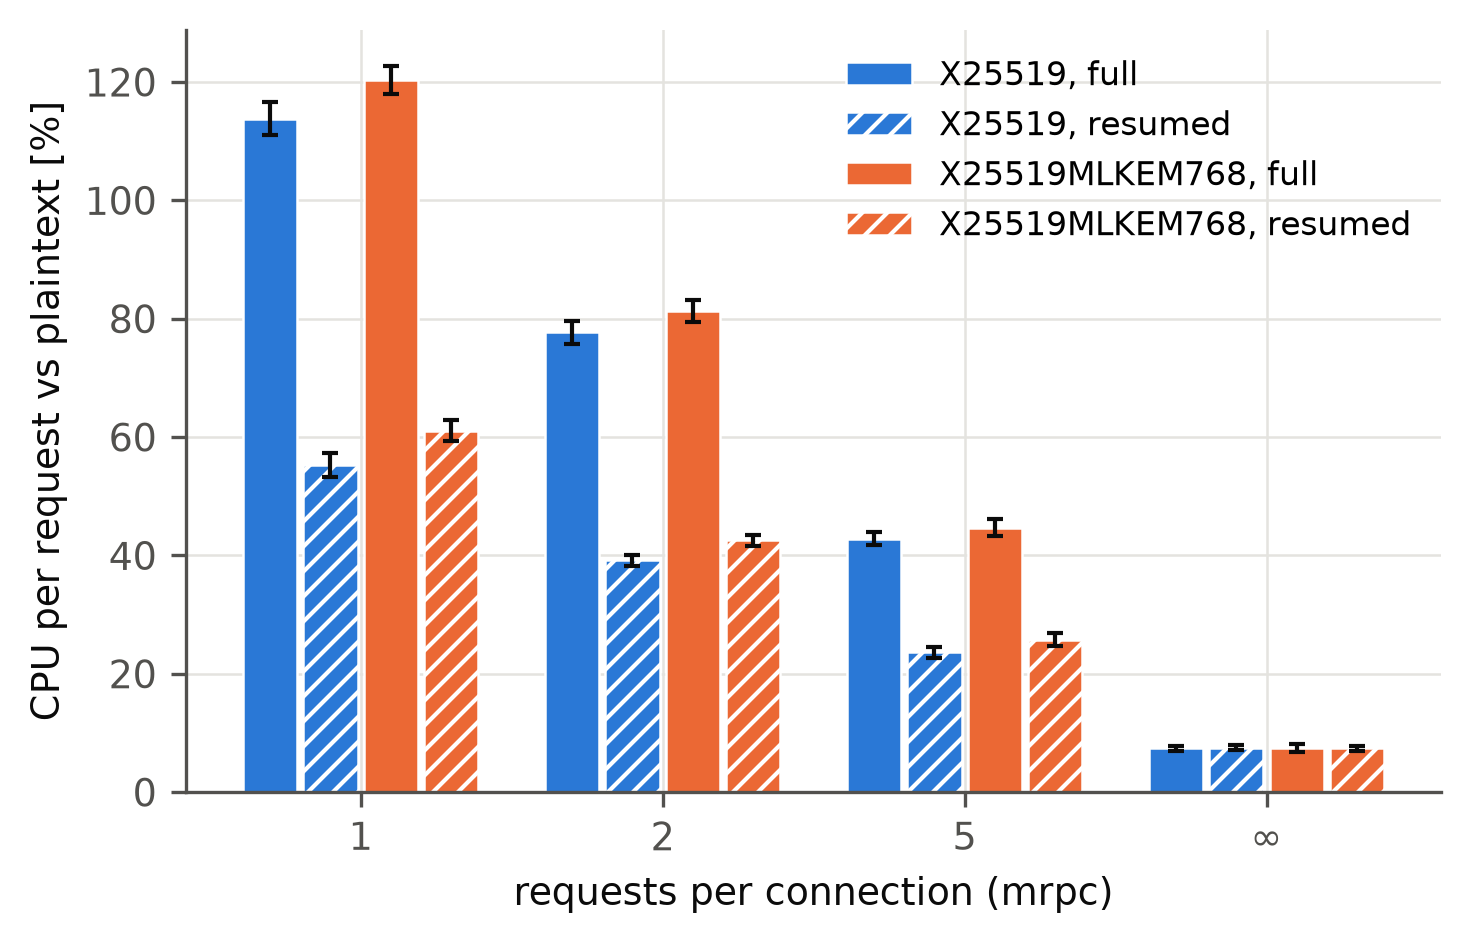 CPU per request vs plaintext [%]
120
100
80
60
40
20
0
X25519, full
X25519, resumed
X25519MLKEM768, full
X25519MLKEM768, resumed
1 2 5 ∞
requests per connection (mrpc)